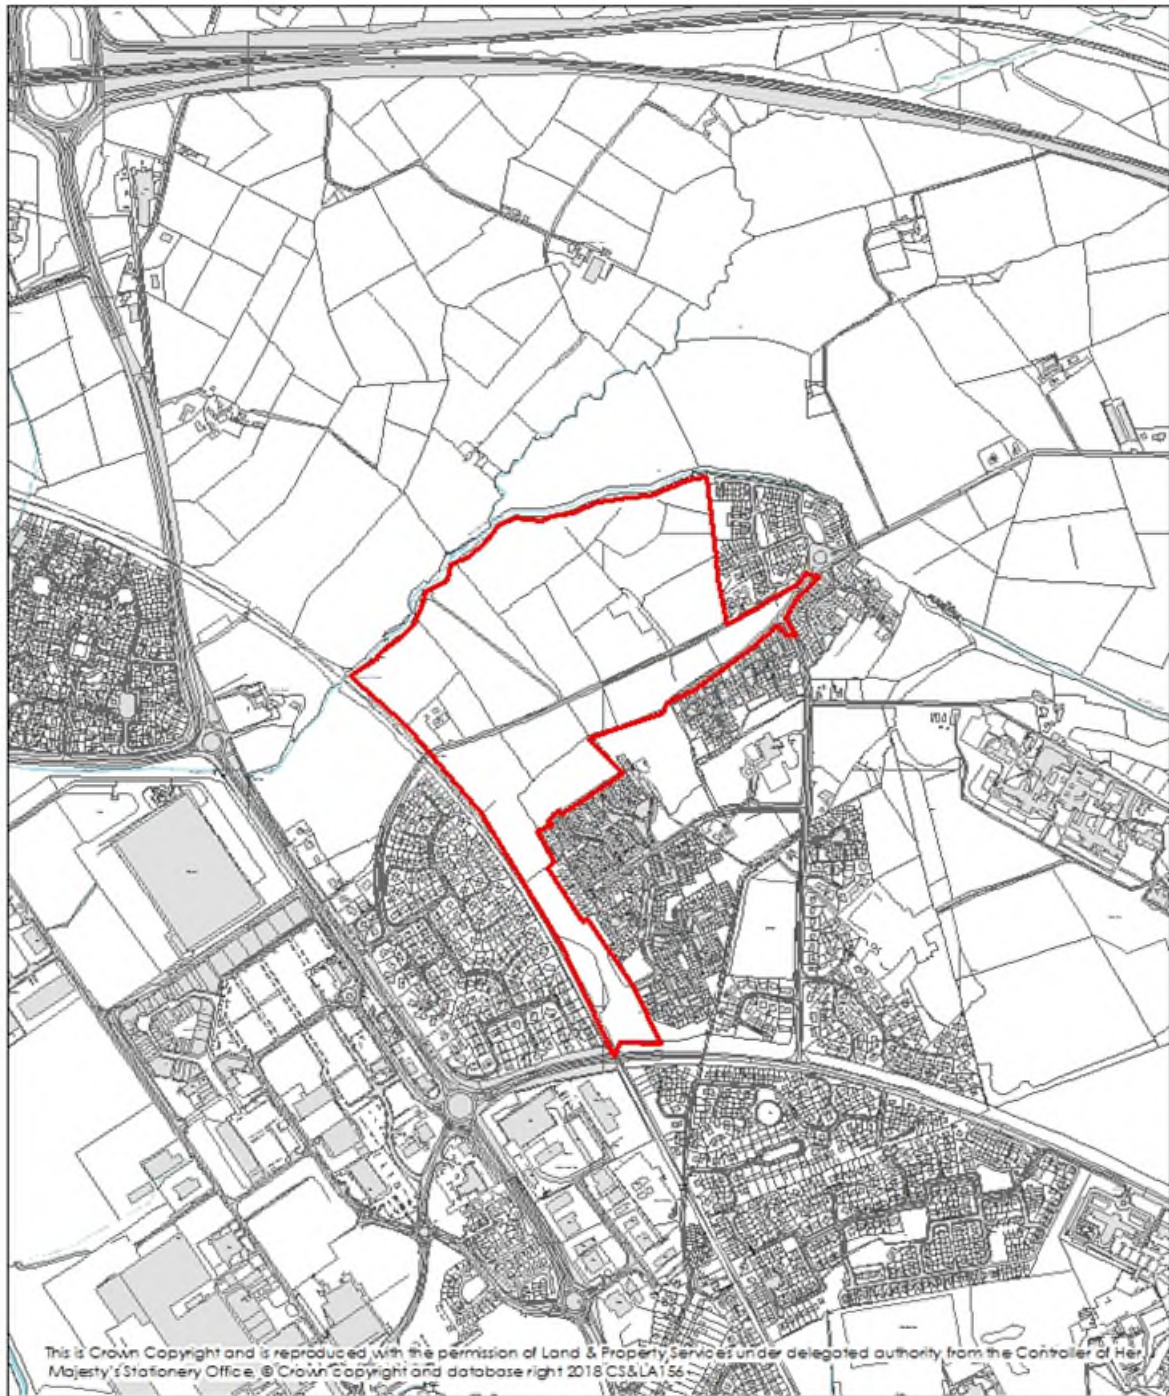 This is Crown Copyright and is reproduced with the permission of Land & Property Services under delegated authority from the Controller of Her
Majesty's Stationery Office, © Crown copyright and database right 2018 CS&LA156